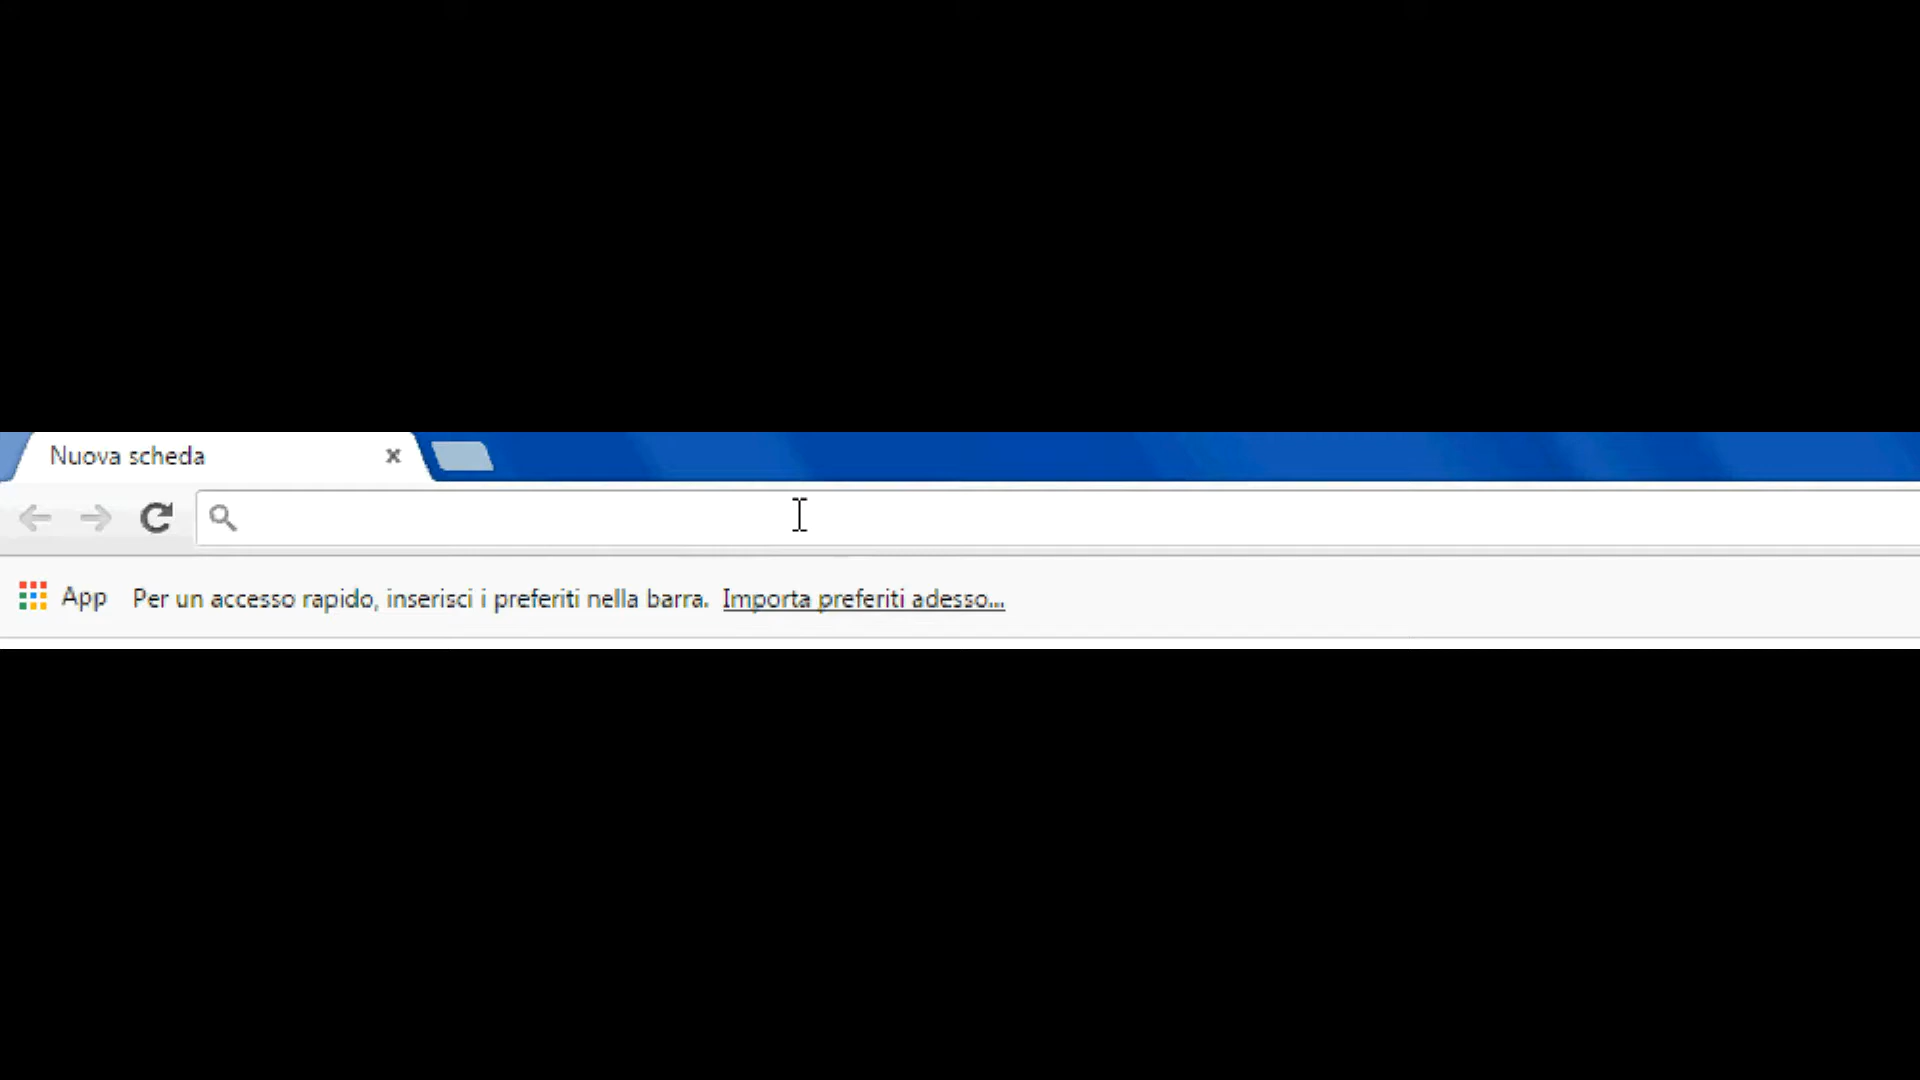 Nuova scheda
App Per un accesso rapido, inserisci i preferiti nella barra. Importa preferiti adesso...